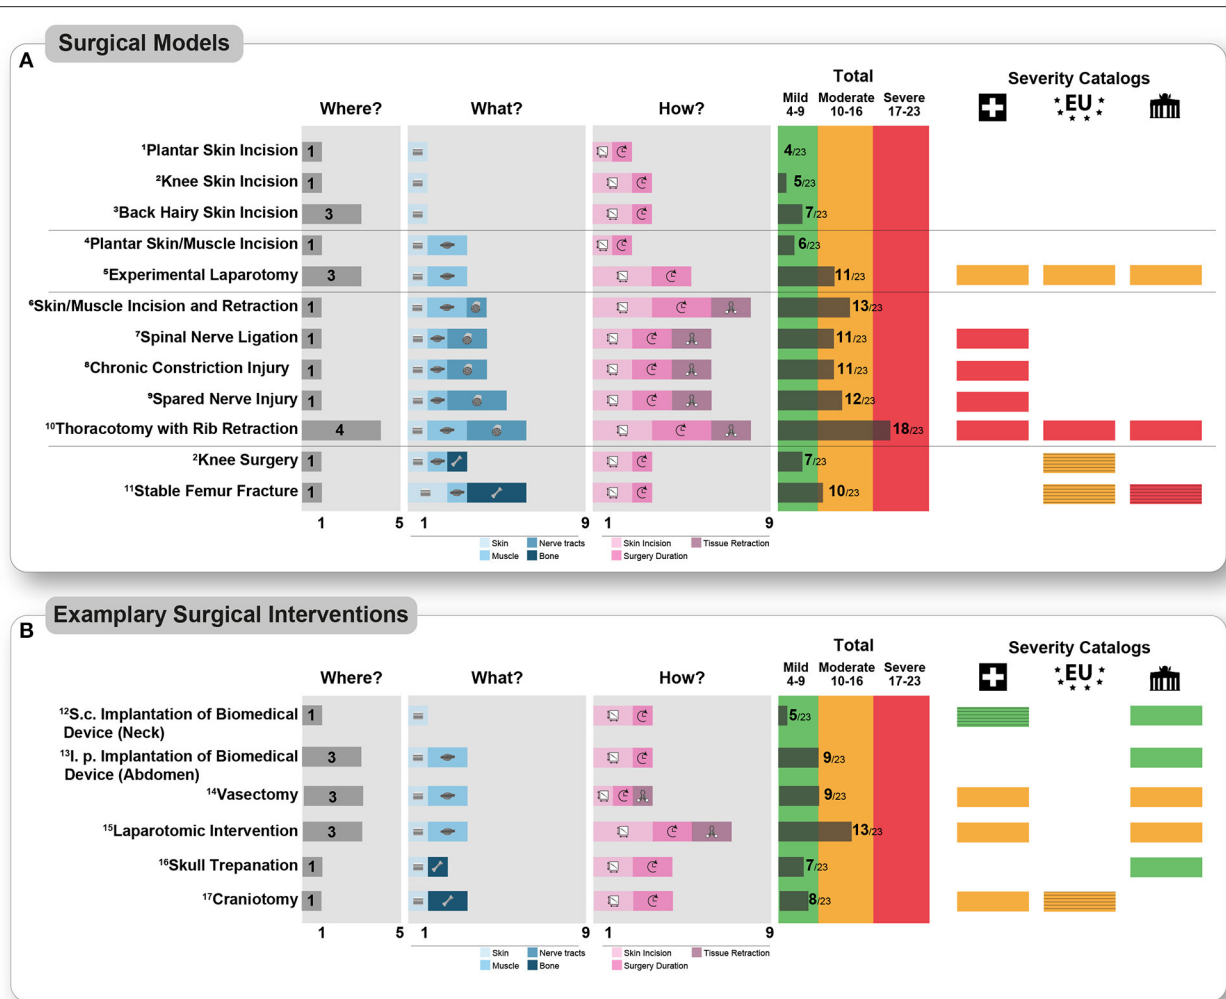 A
Surgical Models
Where?
What?
How?
Total
Mild
4-9
Moderate
10-16
Severe
17-23
Severity Catalogs
EU
¹Plantar Skin Incision
1
4/23
²Knee Skin Incision
1
5/23
³Back Hairy Skin Incision
3
7/23
⁴Plantar Skin/Muscle Incision
1
6/23
⁵Experimental Laparotomy
3
11/23
⁶Skin/Muscle Incision and Retraction
1
13/23
⁷Spinal Nerve Ligation
1
11/23
⁸Chronic Constriction Injury
1
11/23
⁹Spared Nerve Injury
1
12/23
¹⁰Thoracotomy with Rib Retraction
4
18/23
²Knee Surgery
1
7/23
¹¹Stable Femur Fracture
1
10/23
1 5 1 9 1 9
Skin
Nerve tracts
Muscle
Bone
Skin Incision
Tissue Retraction
Surgery Duration
B
Examplary Surgical Interventions
Where?
What?
How?
Total
Mild
4-9
Moderate
10-16
Severe
17-23
Severity Catalogs
EU
¹²S.c. Implantation of Biomedical
Device (Neck)
1
5/23
¹³I. p. Implantation of Biomedical
Device (Abdomen)
3
9/23
¹⁴Vasectomy
3
9/23
¹⁵Laparotomic Intervention
3
13/23
¹⁶Skull Trepanation
1
7/23
¹⁷Craniotomy
1
8/23
1 5 1 9 1 9
Skin
Nerve tracts
Muscle
Bone
Skin Incision
Tissue Retraction
Surgery Duration